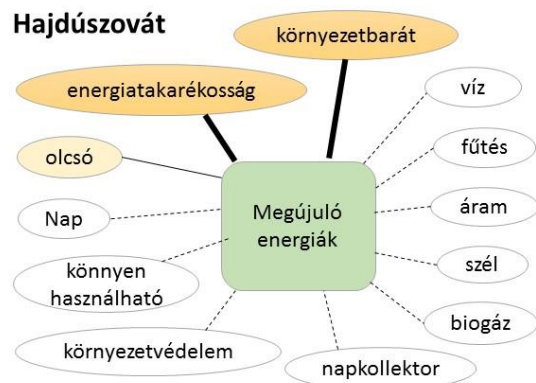 Hajdúszovát
környezetbarát
energiatakarékosság
víz
olcsó
fűtés
Nap
Megújuló
energiák
áram
könnyen
használható
szél
környezetvédelem
biogáz
napkollektor